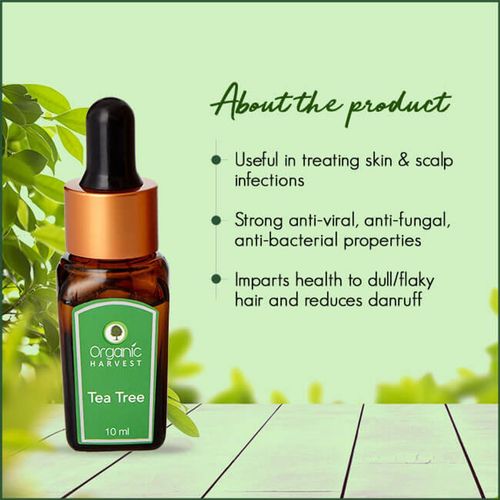 About the product
Useful in treating skin & scalp
infections
Strong anti-viral, anti-fungal,
anti-bacterial properties
Imparts health to dull/flaky
hair and reduces danruff
Organic
HARVEST
Tea Tree
10 ml